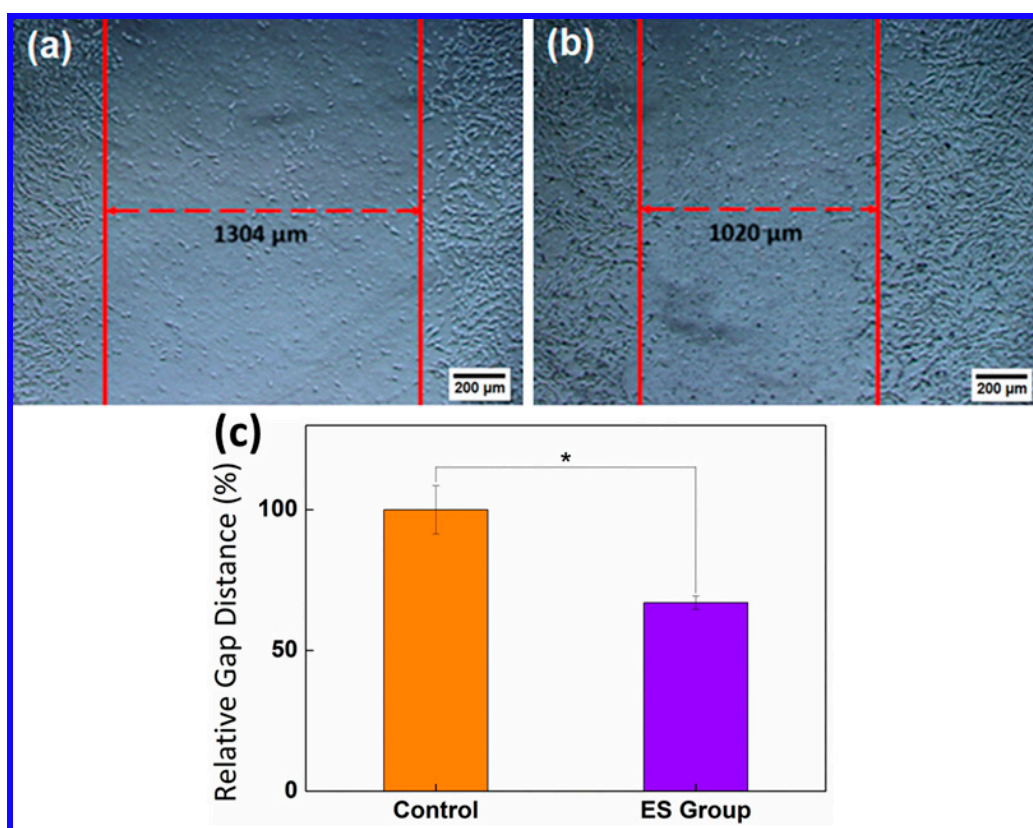 (a)
1304 μm
200 μm
(b)
1020 μm
200 μm
(c)
Relative Gap Distance (%)
100
50
0
*
Control
ES Group